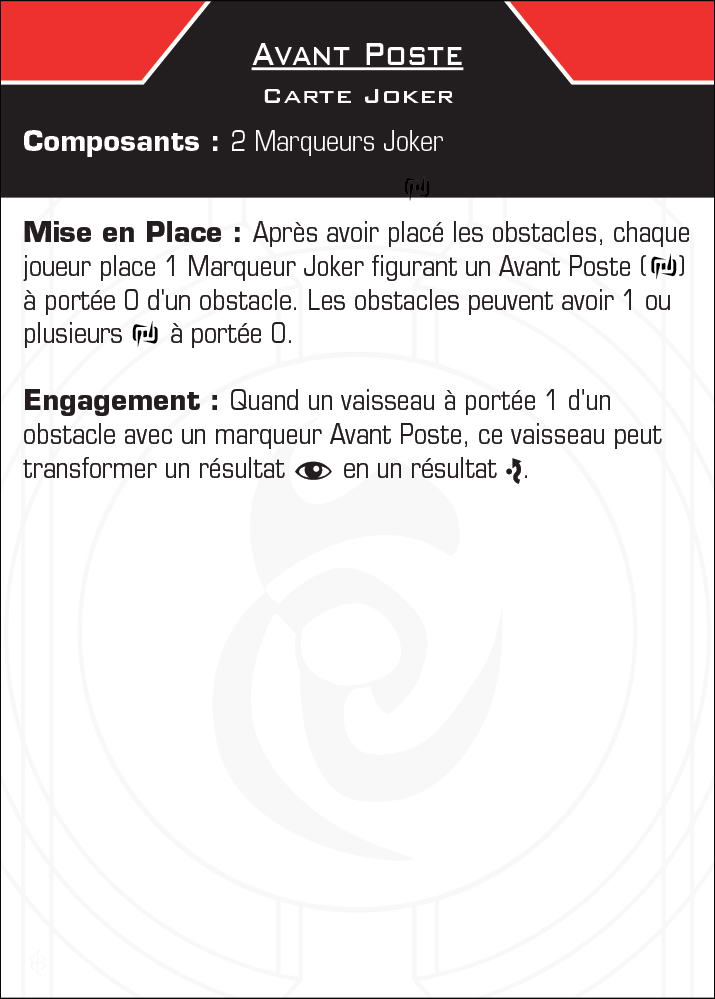 Avant Poste
Carte Joker
Composants : 2 Marqueurs Joker
Mise en Place : Après avoir placé les obstacles, chaque
joueur place 1 Marqueur Joker figurant un Avant Poste ( )
à portée 0 d'un obstacle. Les obstacles peuvent avoir 1 ou
plusieurs à portée 0.
Engagement : Quand un vaisseau à portée 1 d'un
obstacle avec un marqueur Avant Poste, ce vaisseau peut
transformer un résultat en un résultat .